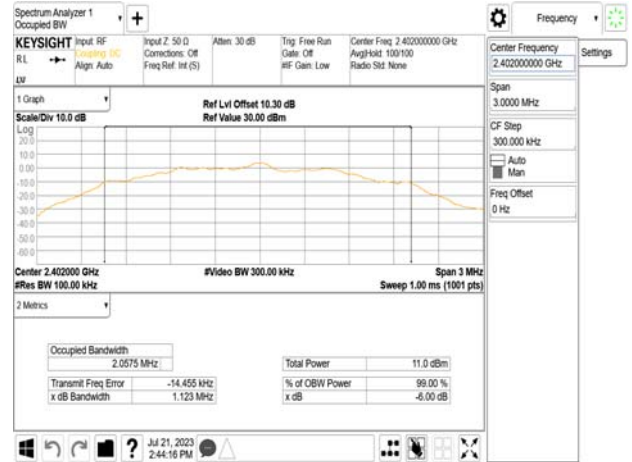 Spectrum Analyzer 1
Occupied BW
Frequency
KEYSIGHT
Input: RF
Coupling: DC
Align: Auto
Input Z: 50 Ω
Corrections: Off
Freq Ref: Int (S)
Atten: 30 dB
Trig: Free Run
Gate: Off
#IF Gain: Low
Center Freq: 2.402000000 GHz
Avg|Hold: 100/100
Radio Std: None
RL
Center Frequency
2.402000000 GHz
Settings
Span
3.0000 MHz
CF Step
300.000 kHz
Auto
Man
Freq Offset
0 Hz
1 Graph
Scale/Div 10.0 dB
Ref Lvl Offset 10.30 dB
Ref Value 30.00 dBm
Log
20.0
10.0
0.00
-10.0
-20.0
-30.0
-40.0
-50.0
-60.0
Center 2.402000 GHz
#Res BW 100.00 kHz
#Video BW 300.00 kHz
Span 3 MHz
Sweep 1.00 ms (1001 pts)
2 Metrics
Occupied Bandwidth
2.0575 MHz
Total Power 11.0 dBm
Transmit Freq Error -14.455 kHz
% of OBW Power 99.00 %
x dB Bandwidth 1.123 MHz
x dB -6.00 dB
?
Jul 21, 2023
2:44:16 PM